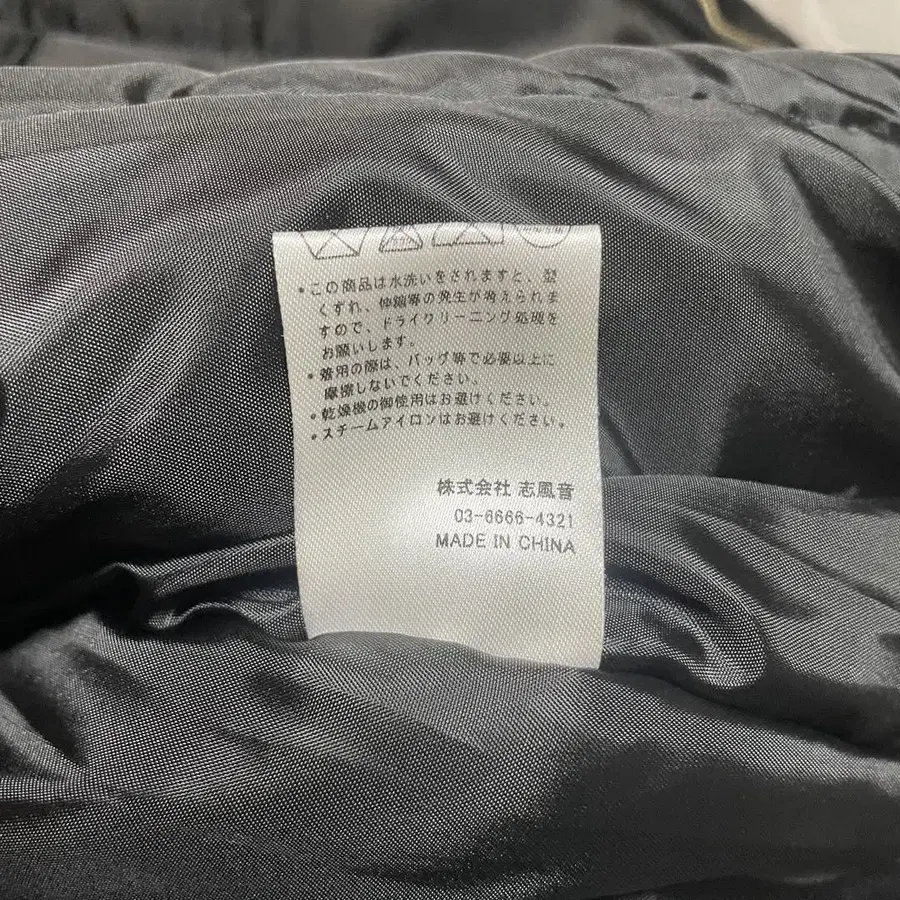 ・この商品は水洗いをされますと、型
くずれ、伸縮等の発生が考えられま
すので、ドライクリーニング処理を
お願いします。
・着用の際は、バッグ等で必要以上に
摩擦しないでください。
・乾燥機の御使用はお避けください。
・スチームアイロンはお避けください。
株式会社 志風音
03-6666-4321
MADE IN CHINA